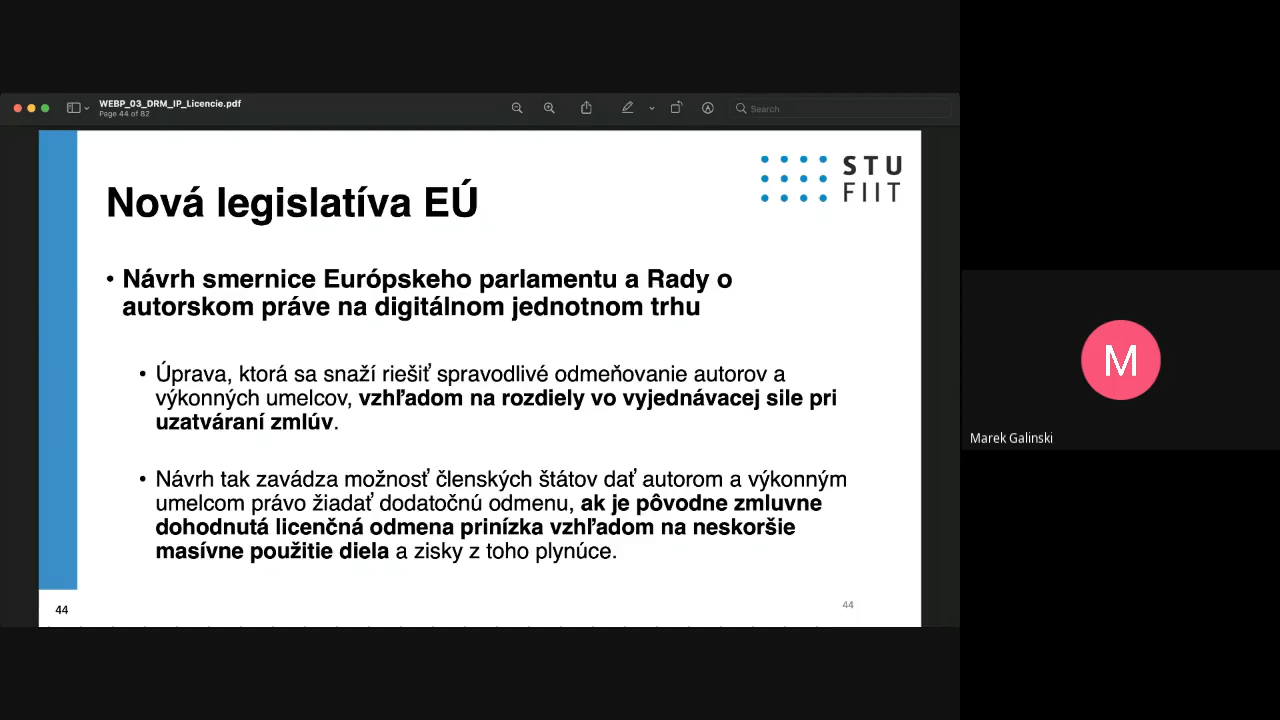 WEBP_03_DRM_IP_Licencie.pdf
Page 44 of 82
Search
STU
FIIT
Nová legislatíva EÚ
• Návrh smernice Európskeho parlamentu a Rady o
autorskom práve na digitálnom jednotnom trhu
• Úprava, ktorá sa snaží riešiť spravodlivé odmeňovanie autorov a
výkonných umelcov, vzhľadom na rozdiely vo vyjednávacej sile pri
uzatváraní zmlúv.
• Návrh tak zavádza možnosť členských štátov dať autorom a výkonným
umelcom právo žiadať dodatočnú odmenu, ak je pôvodne zmluvne
dohodnutá licenčná odmena prinízka vzhľadom na neskoršie
masívne použitie diela a zisky z toho plynúce.
44
44
M
Marek Galinski